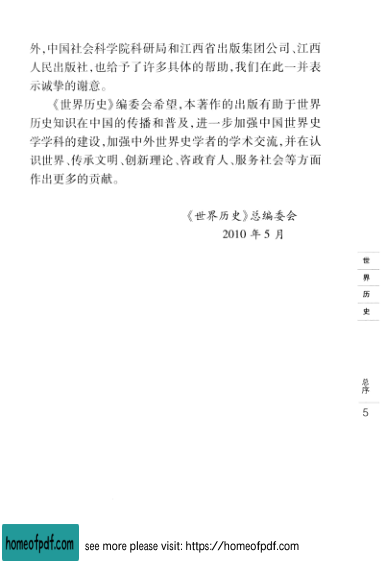 外,中国社会科学院科研局和江西省出版集团公司、江西
人民出版社,也给予了许多具体的帮助,我们在此一并表
示诚挚的谢意。
《世界历史》编委会希望,本著作的出版有助于世界
历史知识在中国的传播和普及,进一步加强中国世界史
学学科的建设,加强中外世界史学者的学术交流,并在认
识世界、传承文明、创新理论、咨政育人、服务社会等方面
作出更多的贡献。
《世界历史》总编委会
2010 年 5 月
世
界
历
史
总
序
5
homeofpdf.com
see more please visit: https://homeofpdf.com